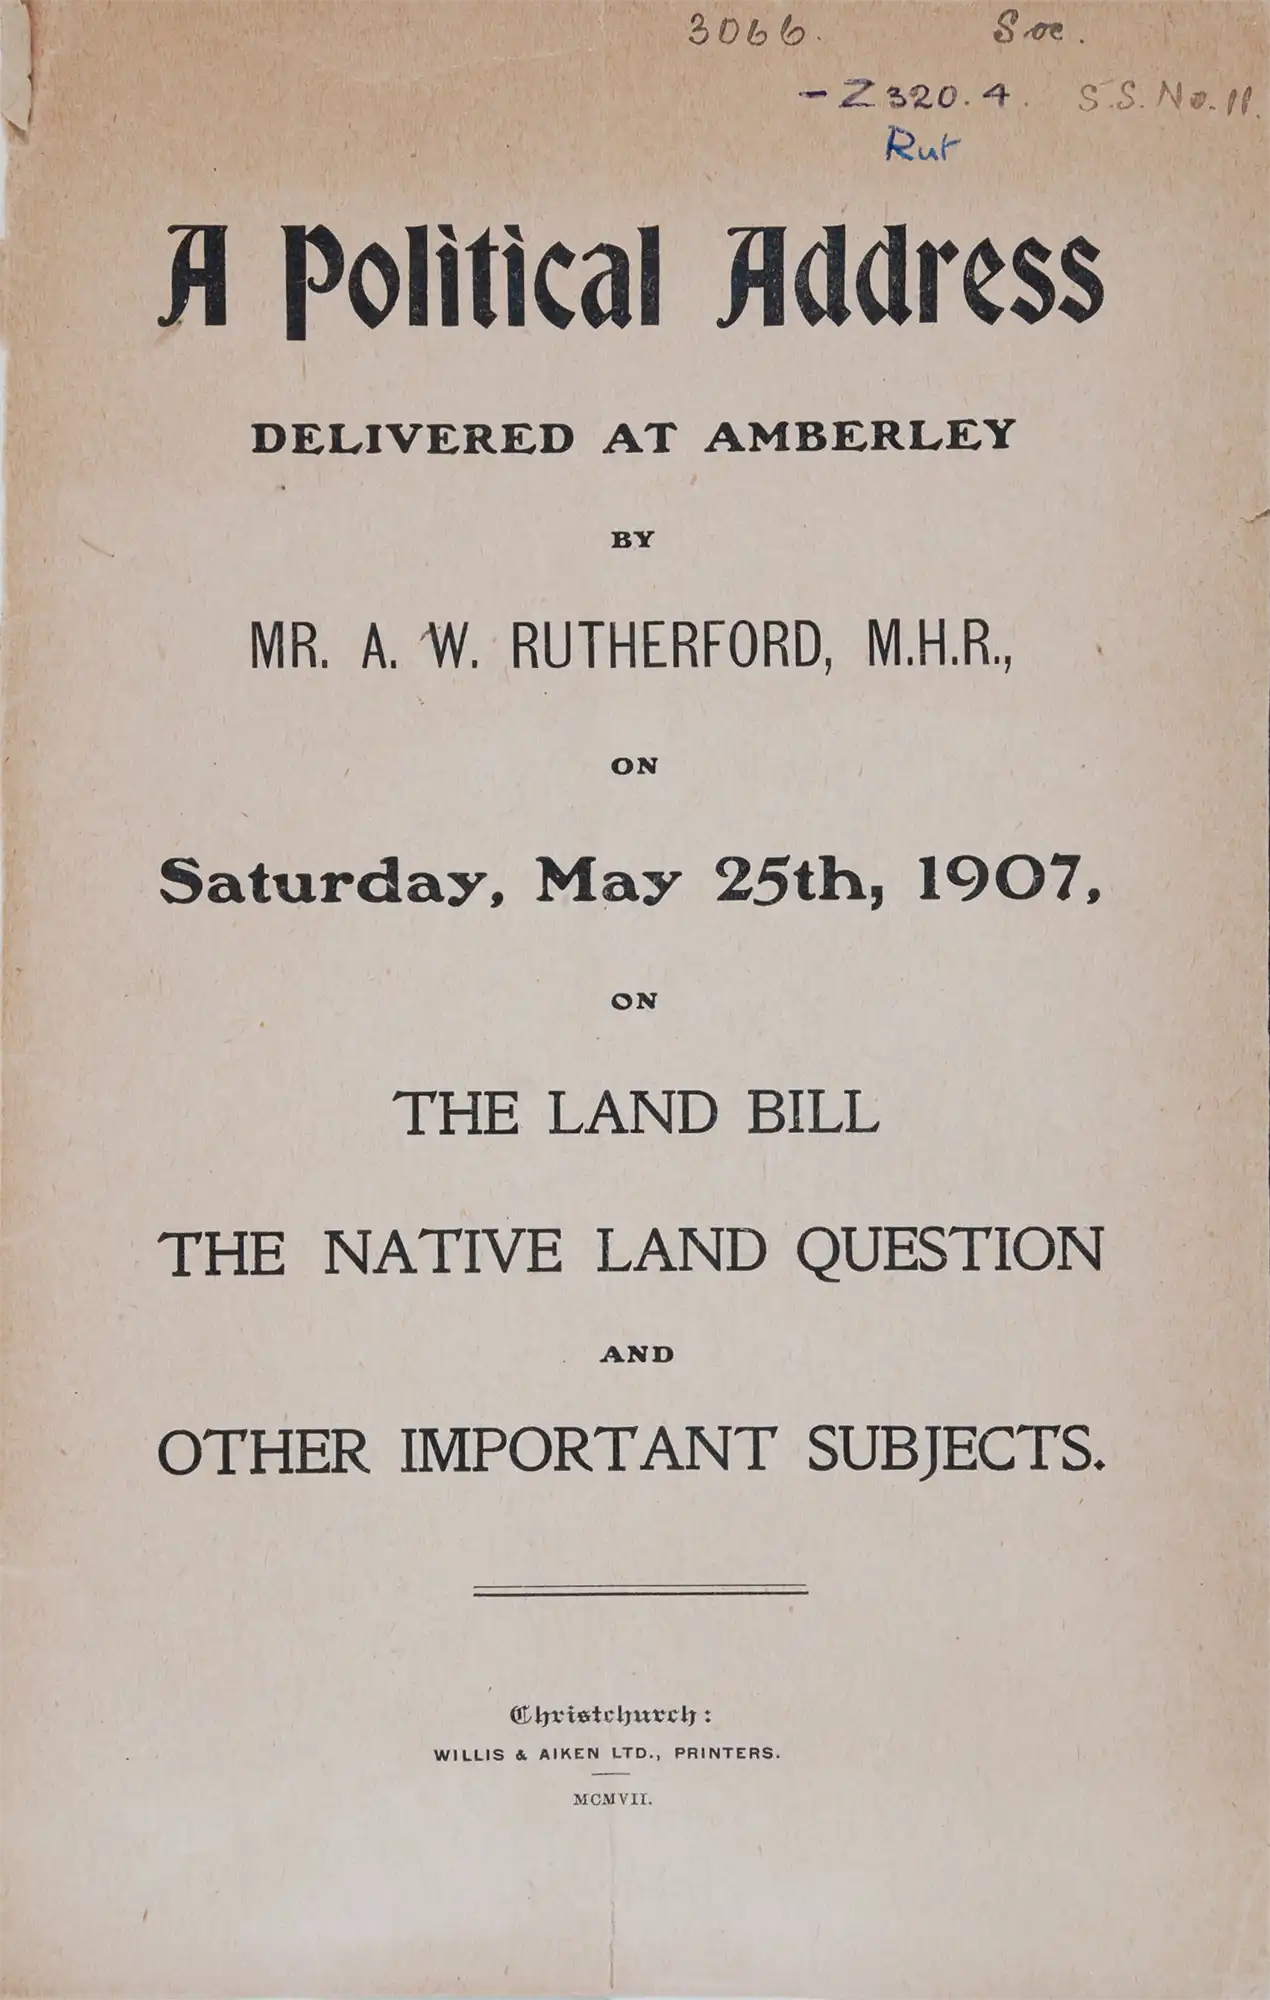 3066. Soc.
- Z 320.4. S.S. No. 11.
Rut
A Political Address
DELIVERED AT AMBERLEY
BY
MR. A. W. RUTHERFORD, M.H.R.,
ON
Saturday, May 25th, 1907,
ON
THE LAND BILL
THE NATIVE LAND QUESTION
AND
OTHER IMPORTANT SUBJECTS.
Christchurch:
WILLIS & AIKEN LTD., PRINTERS.
MCMVII.